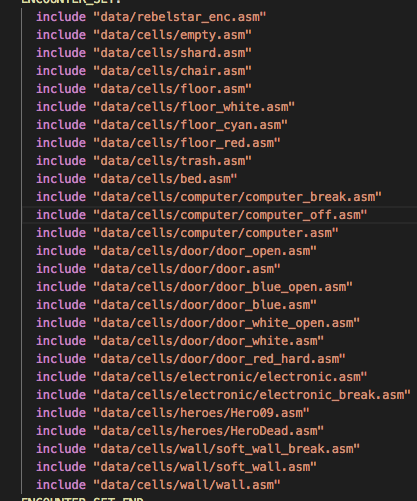 ENCOUNTER_SET:
include "data/rebelstar_enc.asm"
include "data/cells/empty.asm"
include "data/cells/shard.asm"
include "data/cells/chair.asm"
include "data/cells/floor.asm"
include "data/cells/floor_white.asm"
include "data/cells/floor_cyan.asm"
include "data/cells/floor_red.asm"
include "data/cells/trash.asm"
include "data/cells/bed.asm"
include "data/cells/computer/computer_break.asm"
include "data/cells/computer/computer_off.asm"
include "data/cells/computer/computer.asm"
include "data/cells/door/door_open.asm"
include "data/cells/door/door.asm"
include "data/cells/door/door_blue_open.asm"
include "data/cells/door/door_blue.asm"
include "data/cells/door/door_white_open.asm"
include "data/cells/door/door_white.asm"
include "data/cells/door/door_red_hard.asm"
include "data/cells/electronic/electronic.asm"
include "data/cells/electronic/electronic_break.asm"
include "data/cells/heroes/Hero09.asm"
include "data/cells/heroes/HeroDead.asm"
include "data/cells/wall/soft_wall_break.asm"
include "data/cells/wall/soft_wall.asm"
include "data/cells/wall/wall.asm"
ENCOUNTER_SET_END